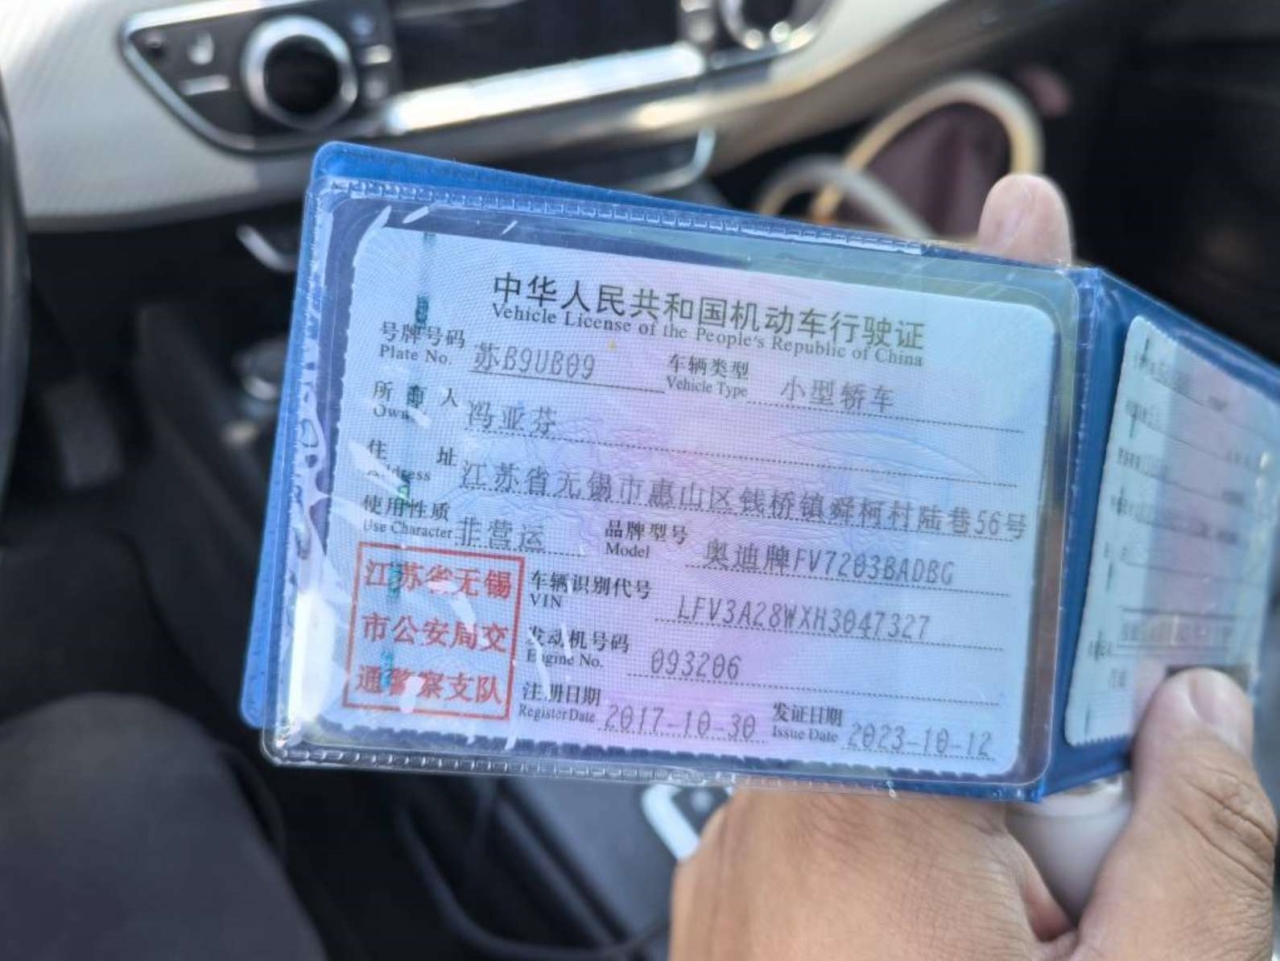 中华人民共和国机动车行驶证
Vehicle License of the People's Republic of China
号牌号码 苏B9UB09 车辆类型 小型轿车
Plate No. Vehicle Type
所有人 冯亚芬
Owner
住址 江苏省无锡市惠山区钱桥镇舜柯村陆巷56号
Address
使用性质 非营运 品牌型号 奥迪牌FV7203BADBG
Use Character Model
江苏省无锡
市公安局交
通警察支队
车辆识别代号 LFV3A28WXH3047327
VIN
发动机号码 093206
Engine No.
注册日期 2017-10-30 发证日期 2023-10-12
Register Date Issue Date